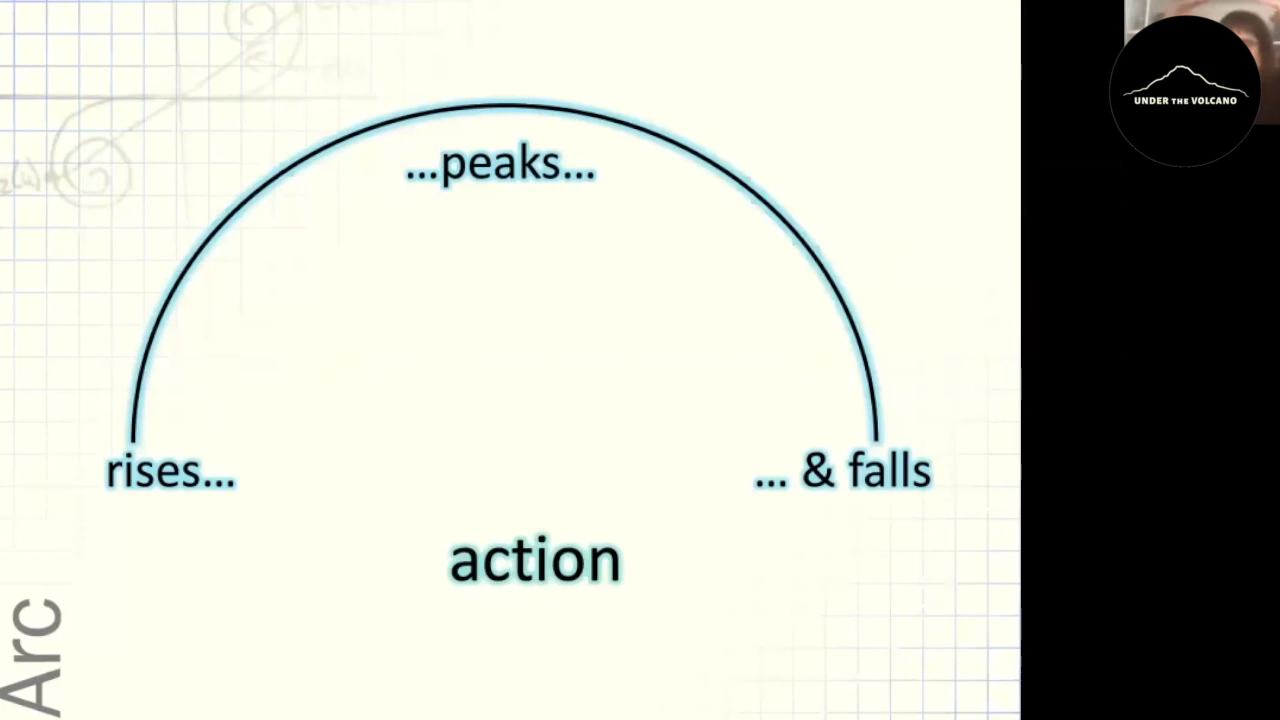 ...peaks...
rises...
... & falls
action
Arc
UNDER THE VOLCANO